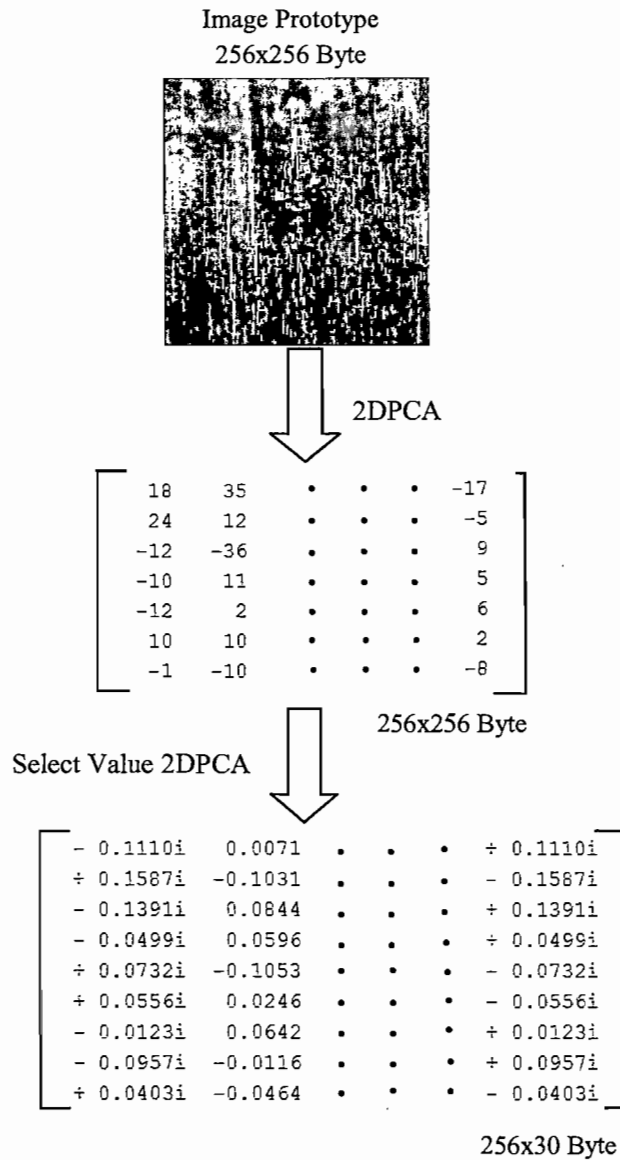 Image Prototype
256x256 Byte
2DPCA
18 35 • • • -17
24 12 • • • -5
-12 -36 • • • 9
-10 11 • • • 5
-12 2 • • • 6
10 10 • • • 2
-1 -10 • • • -8
256x256 Byte
Select Value 2DPCA
- 0.1110i 0.0071 • • • ÷ 0.1110i
÷ 0.1587i -0.1031 • • • - 0.1587i
- 0.1391i 0.0844 • • • ÷ 0.1391i
- 0.0499i 0.0596 • • • ÷ 0.0499i
÷ 0.0732i -0.1053 • • • - 0.0732i
+ 0.0556i 0.0246 • • • - 0.0556i
- 0.0123i 0.0642 • • • ÷ 0.0123i
- 0.0957i -0.0116 • • • + 0.0957i
÷ 0.0403i -0.0464 • • • - 0.0403i
256x30 Byte